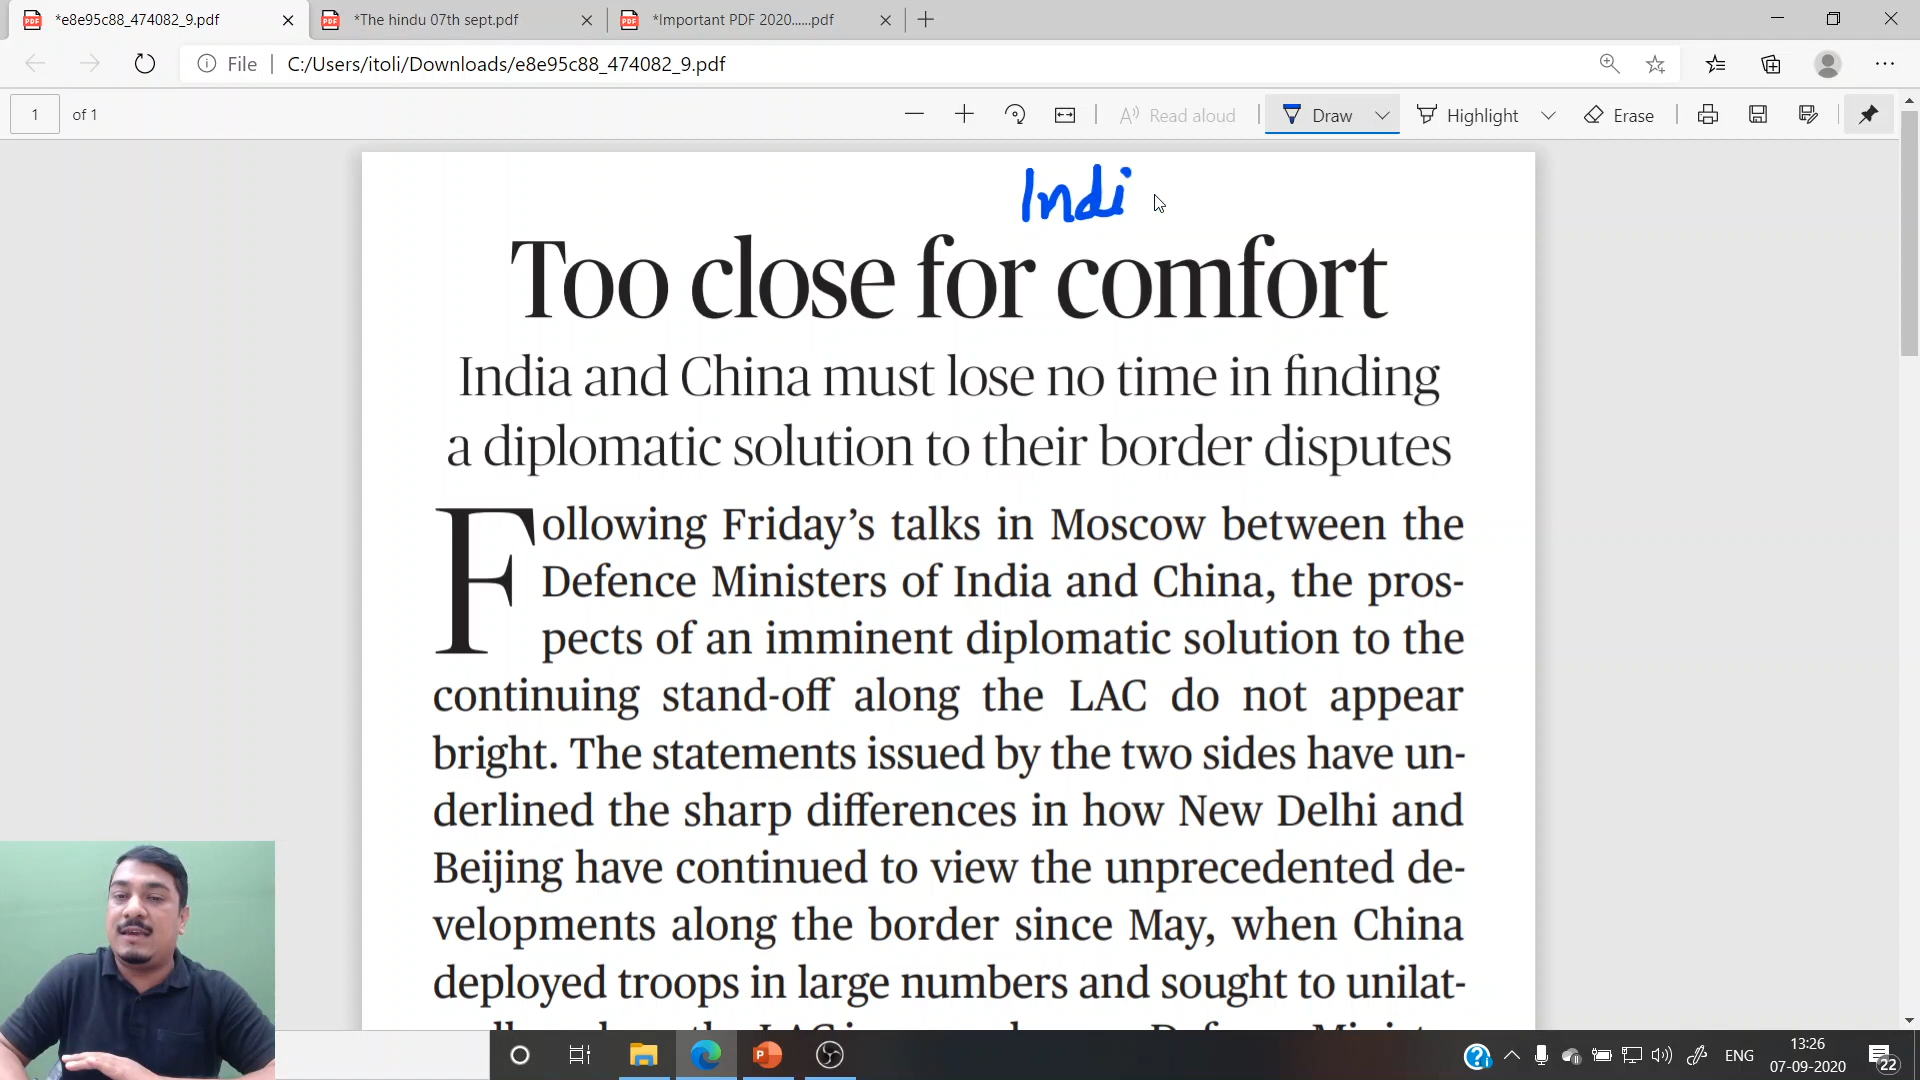 *e8e95c88_474082_9.pdf
*The hindu 07th sept.pdf
*Important PDF 2020......pdf
File
C:/Users/itoli/Downloads/e8e95c88_474082_9.pdf
1 of 1
Read aloud
Draw
Highlight
Erase
Indi
Too close for comfort
India and China must lose no time in finding
a diplomatic solution to their border disputes
Following Friday’s talks in Moscow between the
Defence Ministers of India and China, the pros-
pects of an imminent diplomatic solution to the
continuing stand-off along the LAC do not appear
bright. The statements issued by the two sides have un-
derlined the sharp differences in how New Delhi and
Beijing have continued to view the unprecedented de-
velopments along the border since May, when China
deployed troops in large numbers and sought to unilat-
ENG
13:26
07-09-2020
22